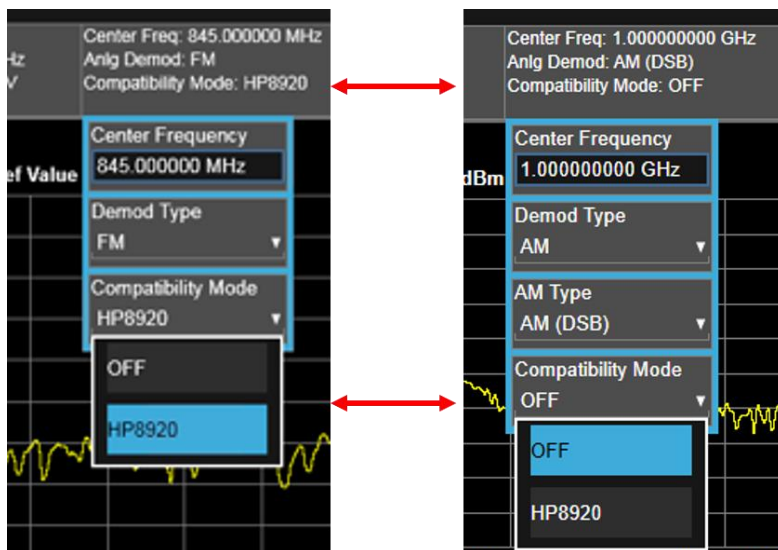 Center Freq: 845.000000 MHz
Hz
Anlg Demod: FM
V
Compatibility Mode: HP8920
Center Frequency
845.000000 MHz
ef Value
Demod Type
FM
Compatibility Mode
HP8920
OFF
HP8920
Center Freq: 1.000000000 GHz
Anlg Demod: AM (DSB)
Compatibility Mode: OFF
Center Frequency
1.000000000 GHz
dBm
Demod Type
AM
AM Type
AM (DSB)
Compatibility Mode
OFF
OFF
HP8920